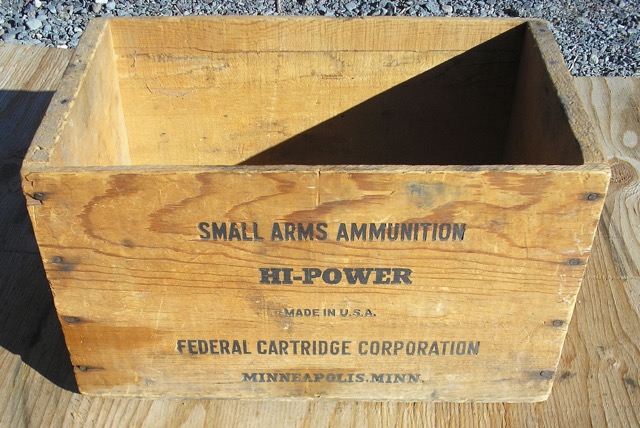 SMALL ARMS AMMUNITION
HI-POWER
MADE IN U.S.A.
FEDERAL CARTRIDGE CORPORATION
MINNEAPOLIS.MINN.